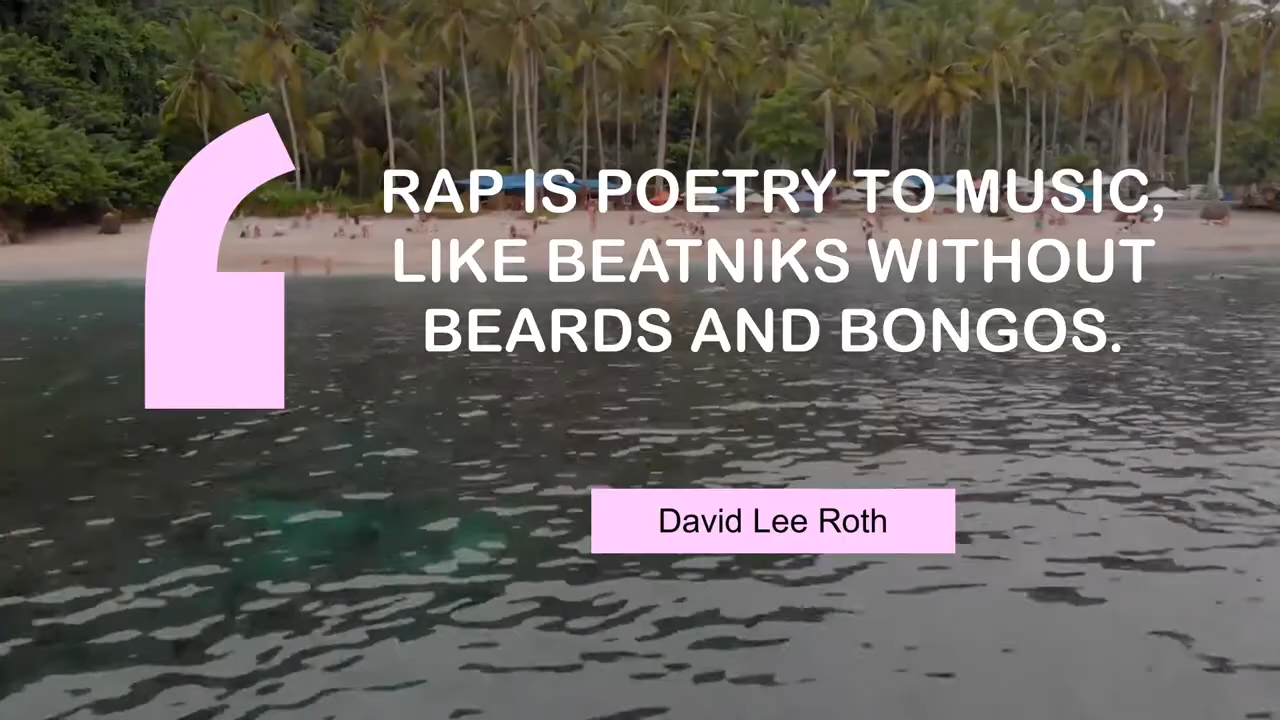 RAP IS POETRY TO MUSIC,
LIKE BEATNIKS WITHOUT
BEARDS AND BONGOS.
David Lee Roth